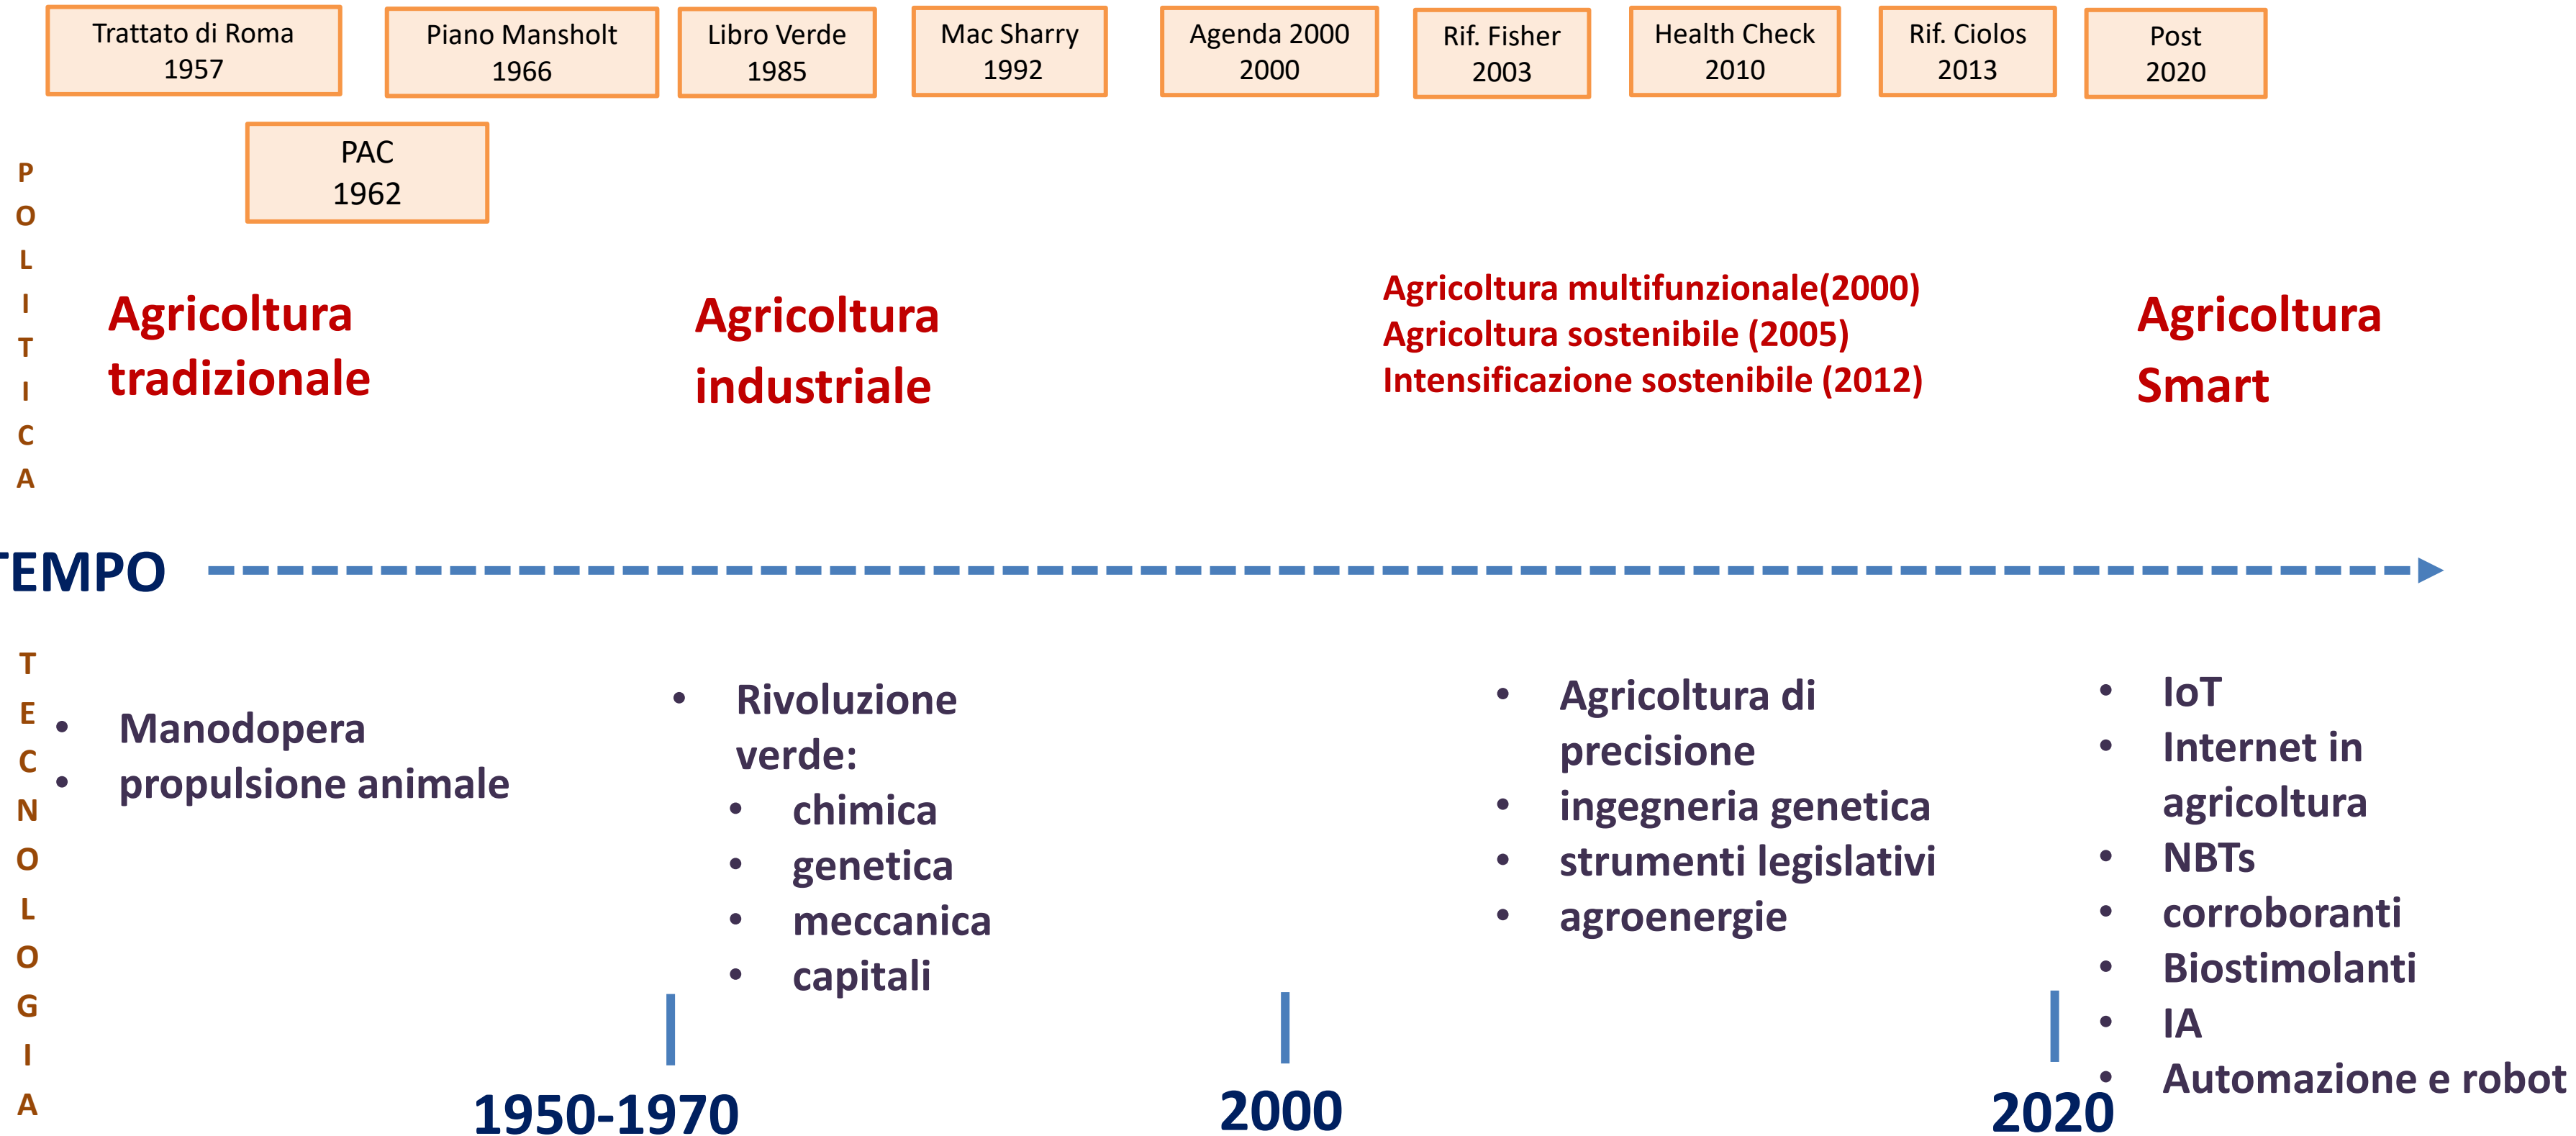 Trattato di Roma
1957
Piano Mansholt
1966
Libro Verde
1985
Mac Sharry
1992
Agenda 2000
2000
Rif. Fisher
2003
Health Check
2010
Rif. Ciolos
2013
Post
2020
PAC
1962
POLITICA
Agricoltura
tradizionale
Agricoltura
industriale
Agricoltura multifunzionale(2000)
Agricoltura sostenibile (2005)
Intensificazione sostenibile (2012)
Agricoltura
Smart
TEMPO
TECNOLOGIA
• Manodopera
• propulsione animale
• Rivoluzione
verde:
• chimica
• genetica
• meccanica
• capitali
• Agricoltura di
precisione
• ingegneria genetica
• strumenti legislativi
• agroenergie
• IoT
• Internet in
agricoltura
• NBTs
• corroboranti
• Biostimolanti
• IA
• Automazione e robot
1950-1970
2000
2020